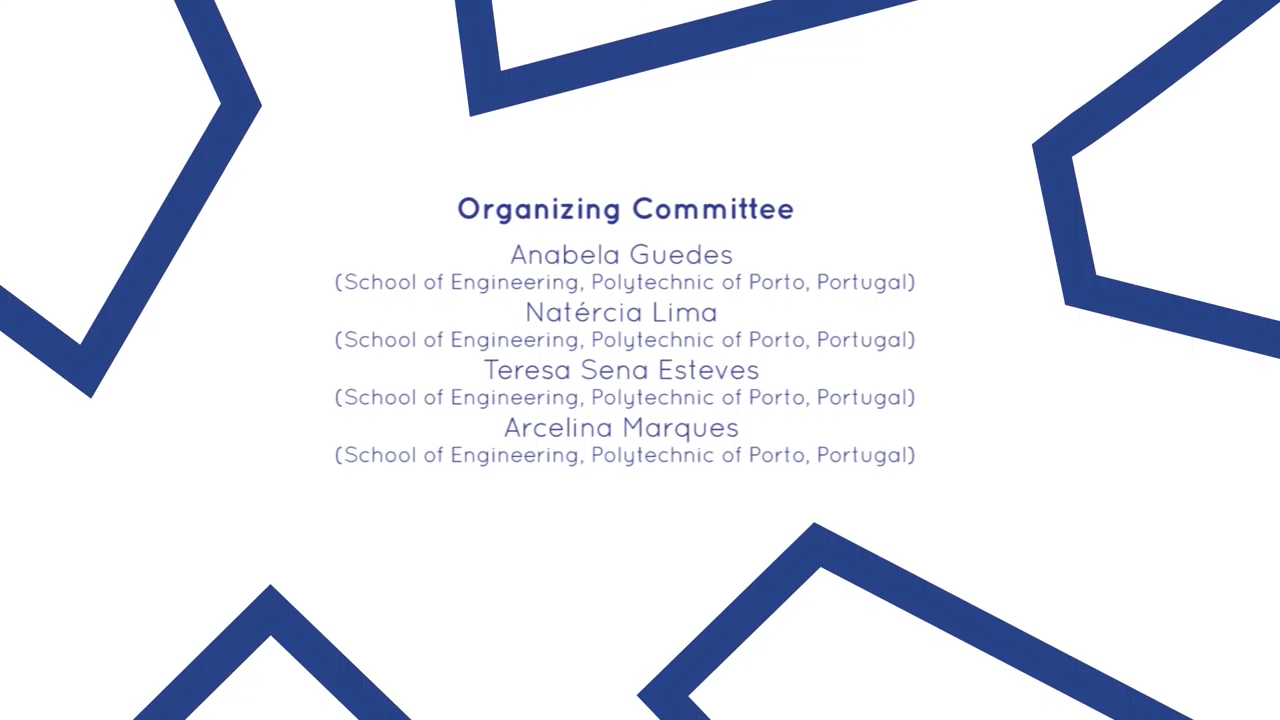 Organizing Committee
Anabela Guedes
(School of Engineering, Polytechnic of Porto, Portugal)
Natércia Lima
(School of Engineering, Polytechnic of Porto, Portugal)
Teresa Sena Esteves
(School of Engineering, Polytechnic of Porto, Portugal)
Arcelina Marques
(School of Engineering, Polytechnic of Porto, Portugal)